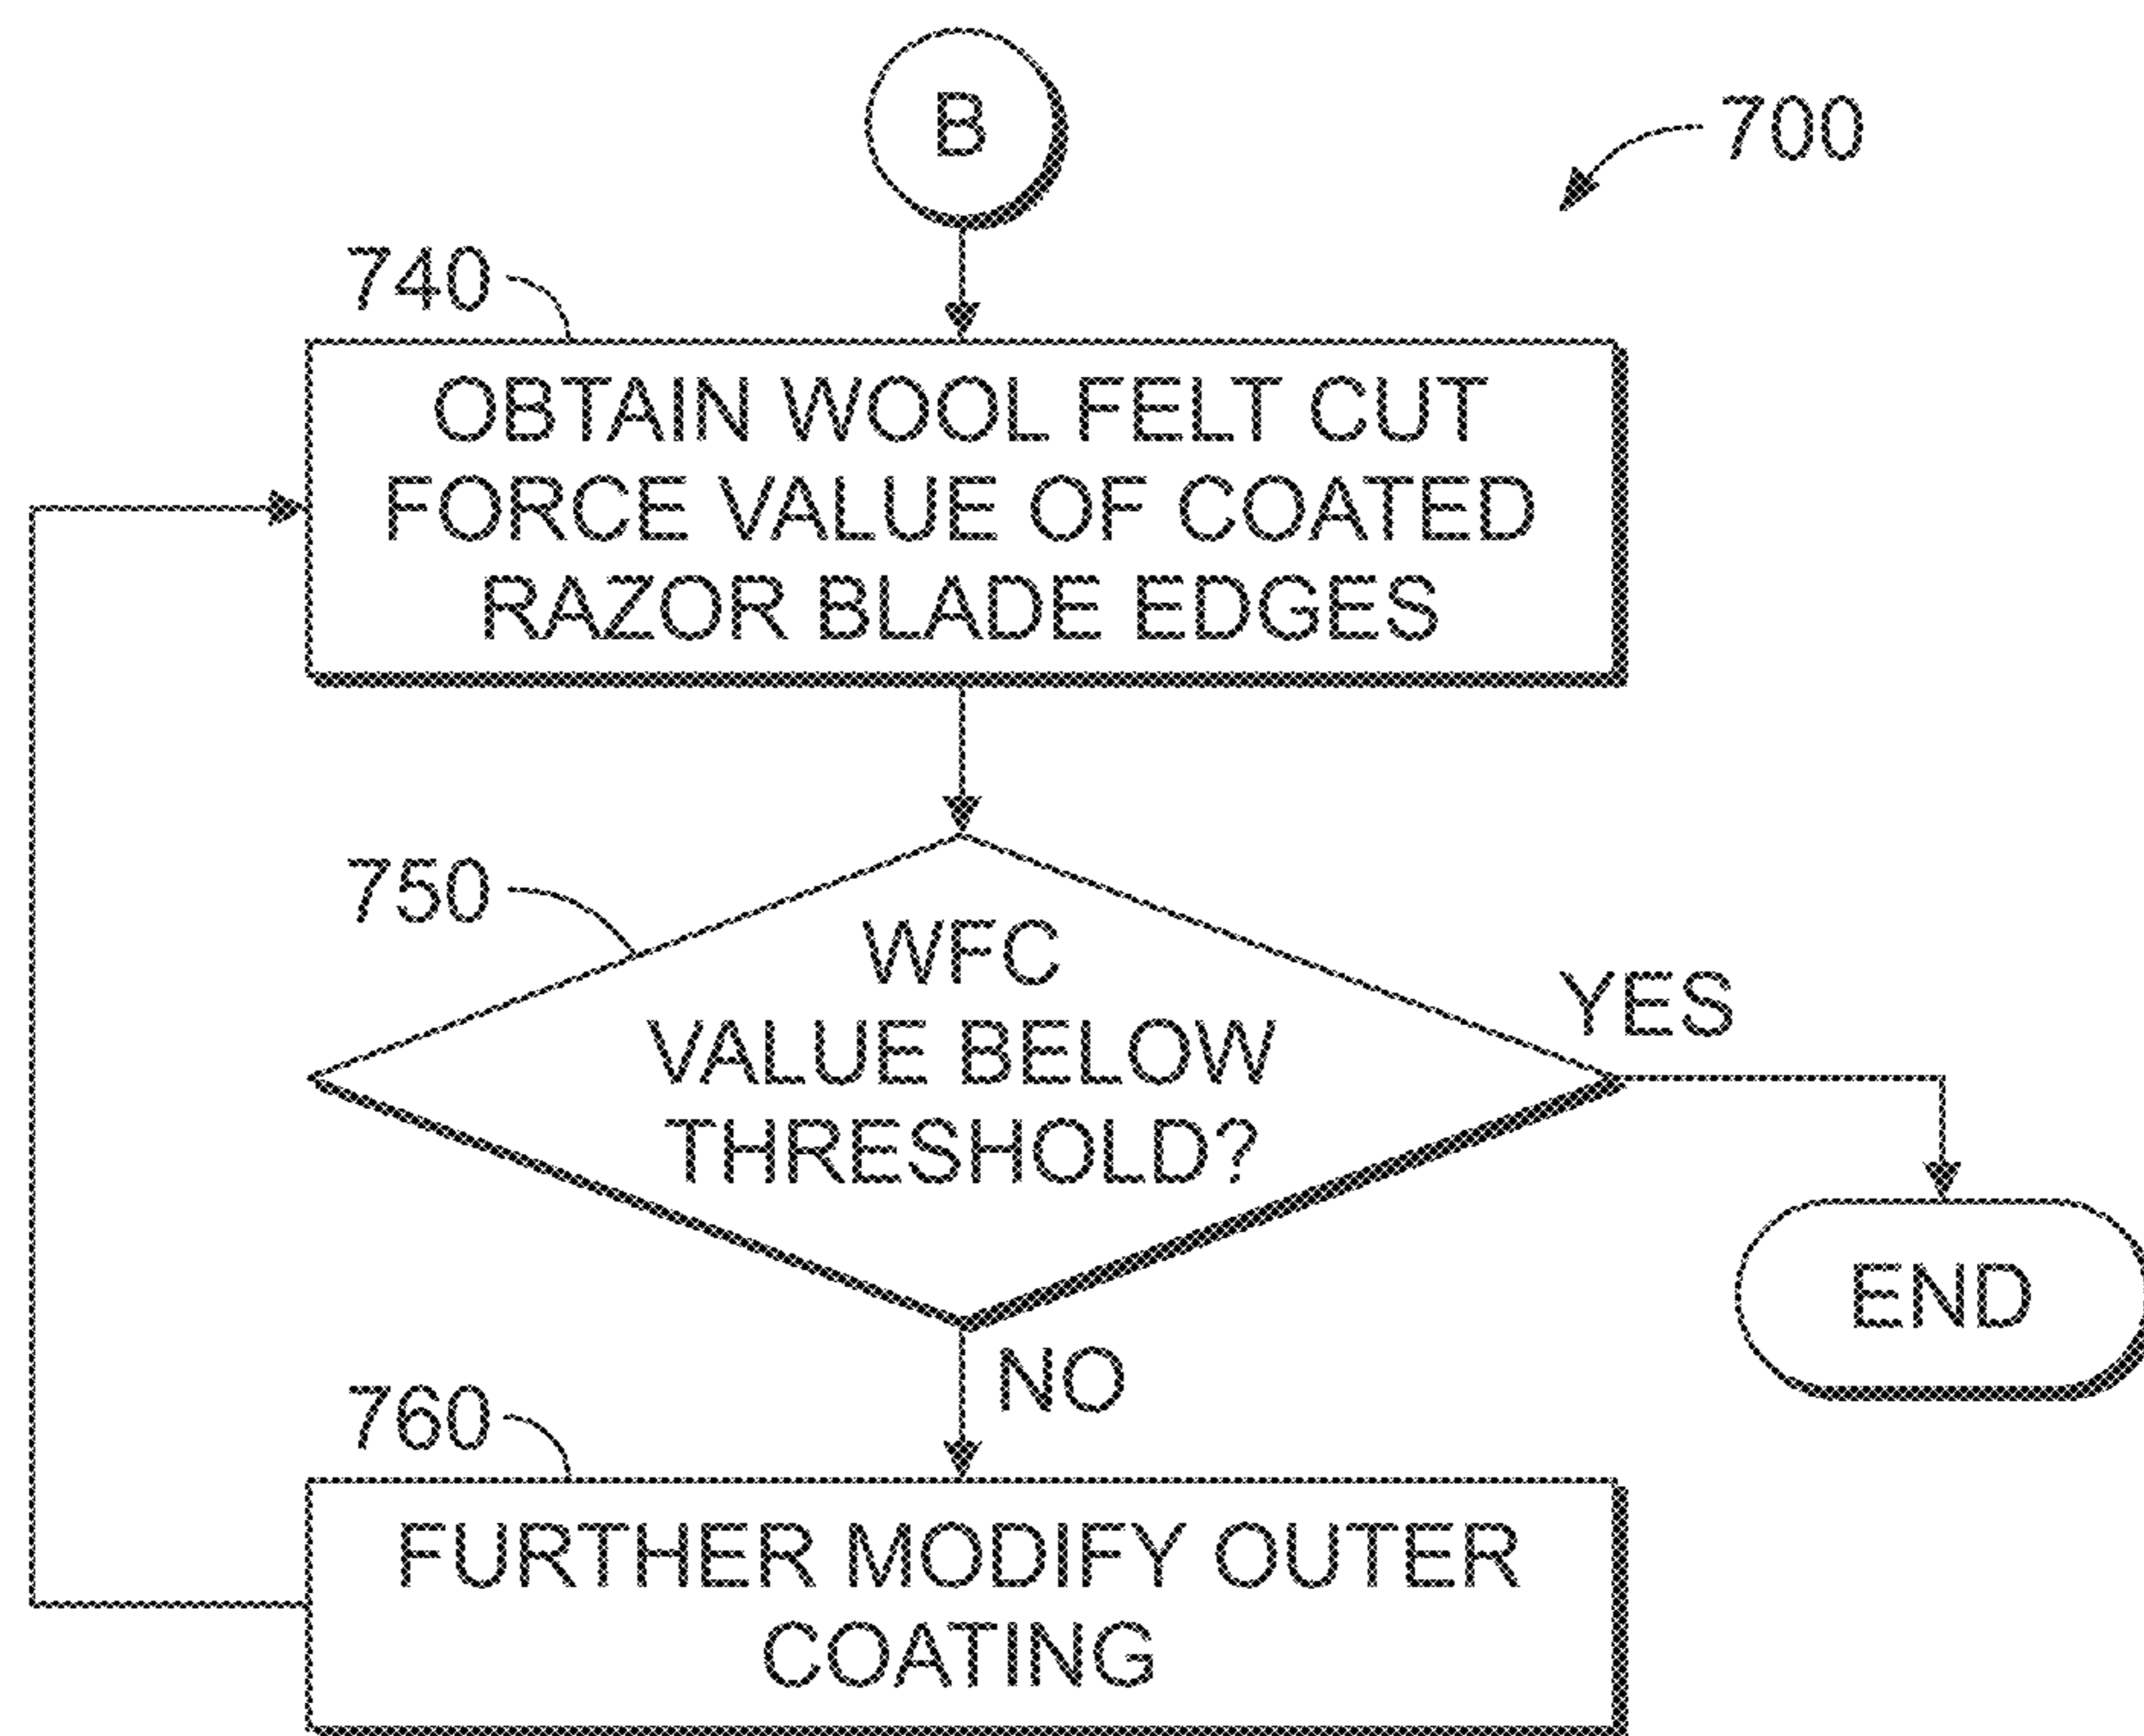 B
700
740
OBTAIN WOOL FELT CUT
FORCE VALUE OF COATED
RAZOR BLADE EDGES
750
WFC
VALUE BELOW
THRESHOLD?
YES
END
NO
760
FURTHER MODIFY OUTER
COATING